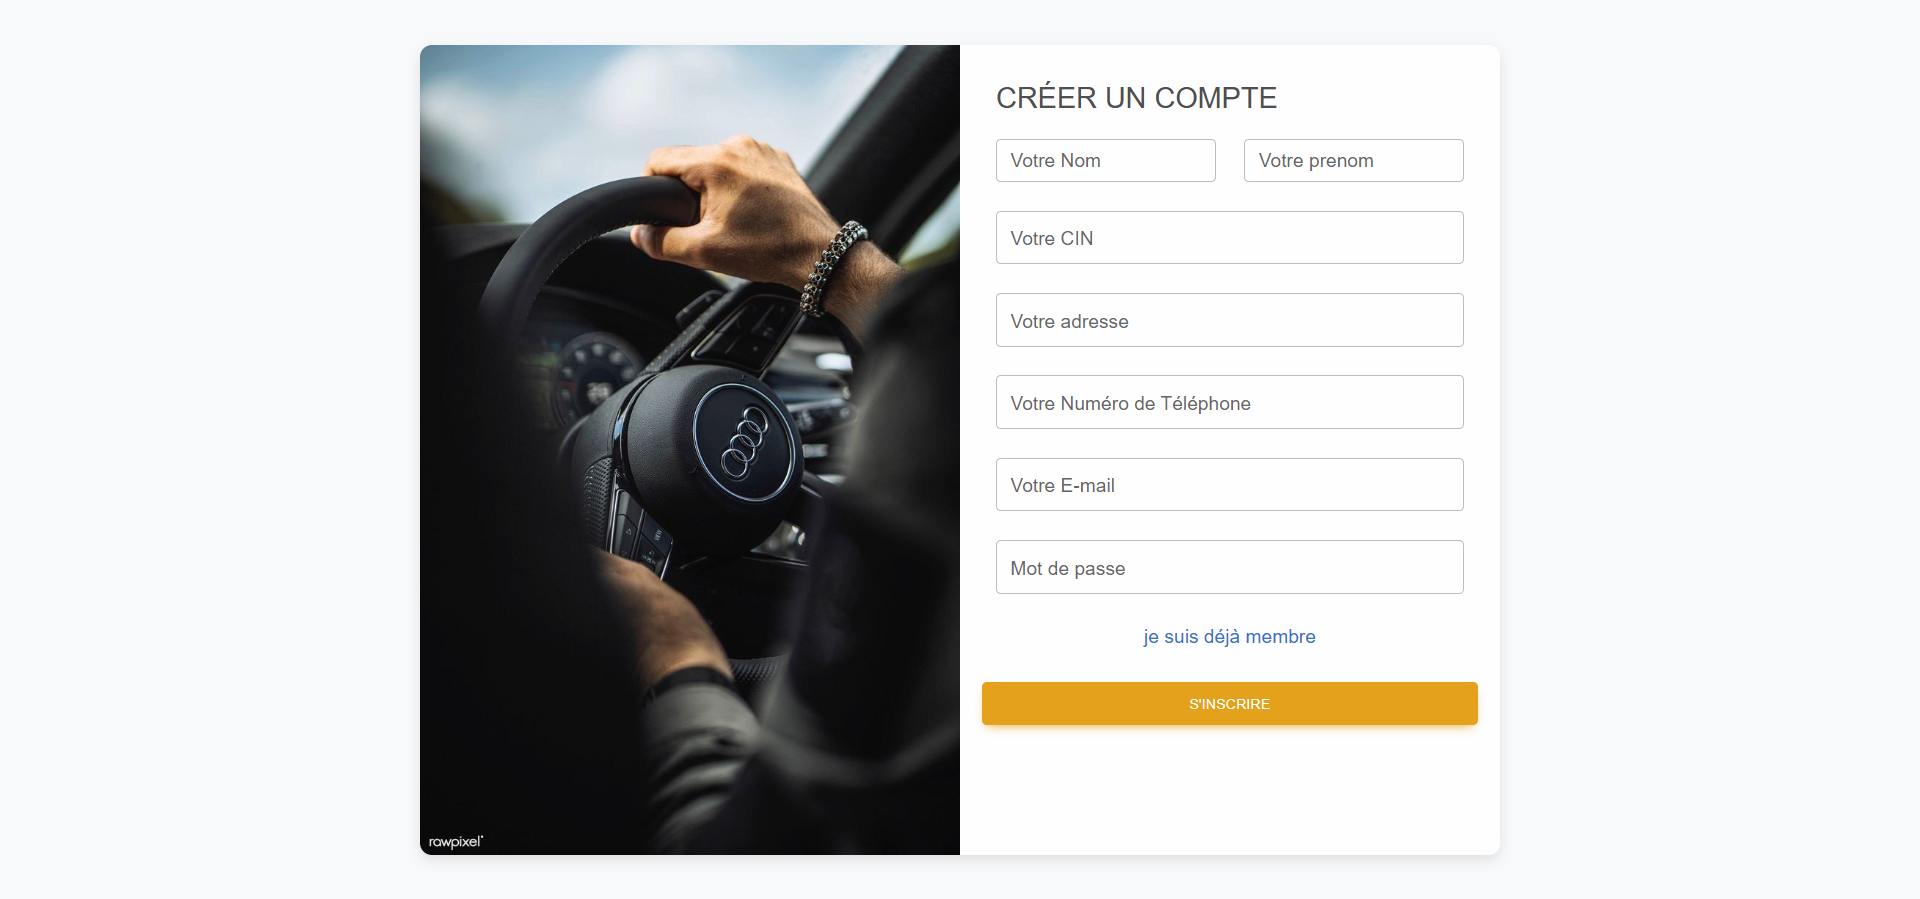 CRÉER UN COMPTE
Votre Nom
Votre prenom
Votre CIN
Votre adresse
Votre Numéro de Téléphone
Votre E-mail
Mot de passe
je suis déjà membre
S'INSCRIRE
rawpixel